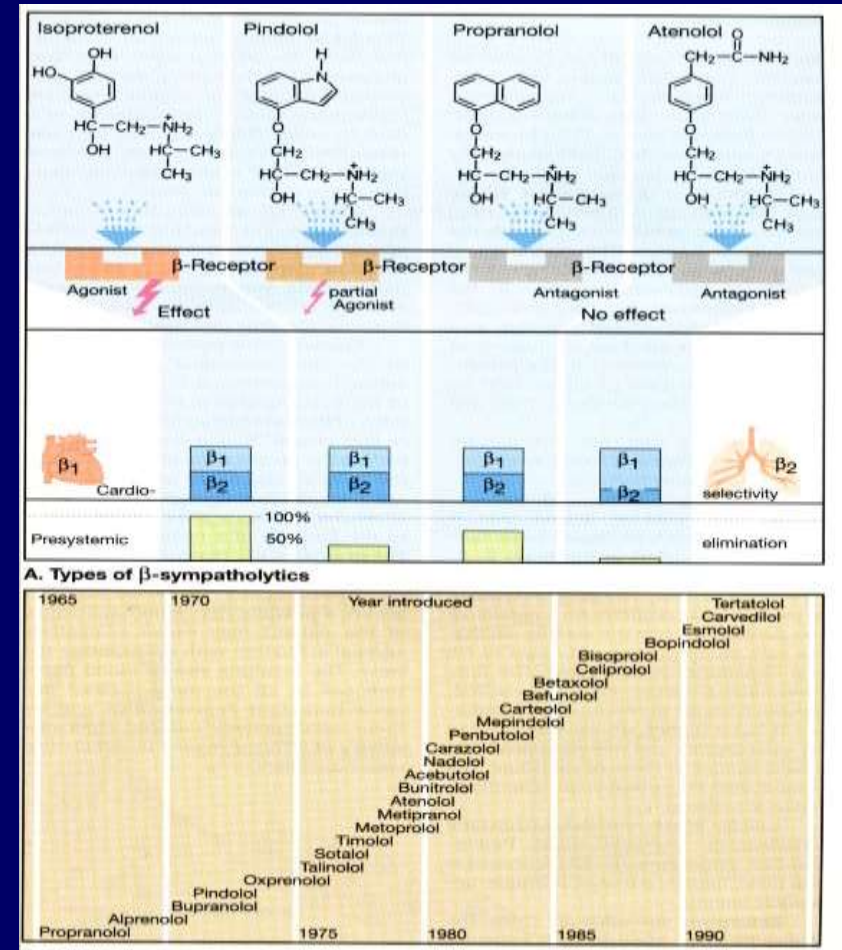 Isoproterenol Pindolol Propranolol Atenolol
OH
HO
HC–CH2–NH2
+
OH HC–CH3
CH3
H
N
O
CH2
HC–CH2–NH2
+
OH HC–CH3
CH3
O
CH2
HC–CH2–NH2
+
OH HC–CH3
CH3
O
CH2–C–NH2
O
CH2
HC–CH2–NH2
+
OH HC–CH3
CH3
β-Receptor β-Receptor β-Receptor
Agonist
Effect
partial
Agonist
Antagonist Antagonist
No effect
β1
Cardio-
β1
β2
β1
β2
β1
β2
β1
β2
β2
selectivity
Presystemic
100%
50%
elimination
A. Types of β-sympatholytics
1965 1970 Year introduced
Tertatolol
Carvedilol
Esmolol
Bopindolol
Bisoprolol
Celiprolol
Betaxolol
Befunolol
Carteolol
Mepindolol
Penbutolol
Carazolol
Nadolol
Acebutolol
Bunitrolol
Atenolol
Metipranol
Metoprolol
Timolol
Sotalol
Talinolol
Oxprenolol
Pindolol
Bupranolol
Alprenolol
Propranolol 1975 1980 1985 1990